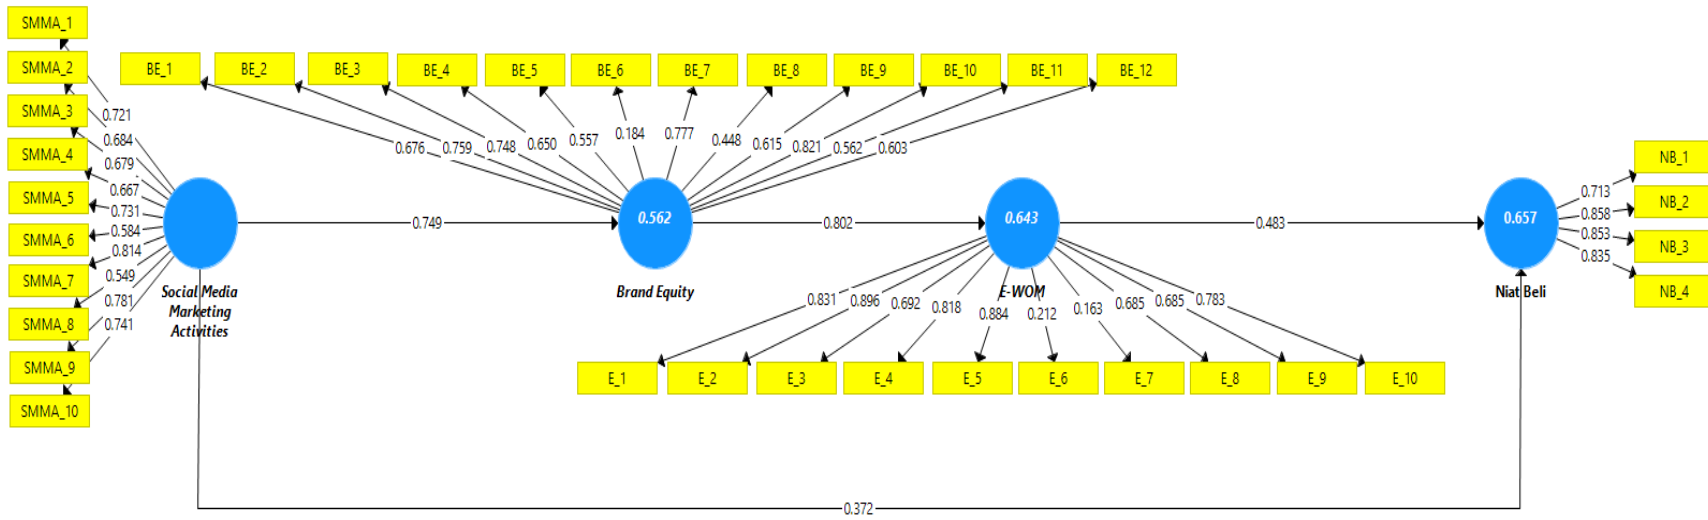 SMMA_1
SMMA_2
SMMA_3
SMMA_4
SMMA_5
SMMA_6
SMMA_7
SMMA_8
SMMA_9
SMMA_10
0.721
0.684
0.679
0.667
0.731
0.584
0.814
0.549
0.781
0.741
Social Media
Marketing
Activities
BE_1
BE_2
BE_3
BE_4
BE_5
BE_6
BE_7
BE_8
BE_9
BE_10
BE_11
BE_12
0.676
0.759
0.748
0.650
0.557
0.184
0.777
0.448
0.615
0.821
0.562
0.603
0.749
0.562
Brand Equity
0.802
0.643
E-WOM
0.831
0.896
0.692
0.818
0.884
0.212
0.163
0.685
0.685
0.783
E_1
E_2
E_3
E_4
E_5
E_6
E_7
E_8
E_9
E_10
0.483
0.657
Niat Beli
0.713
0.858
0.853
0.835
NB_1
NB_2
NB_3
NB_4
0.372